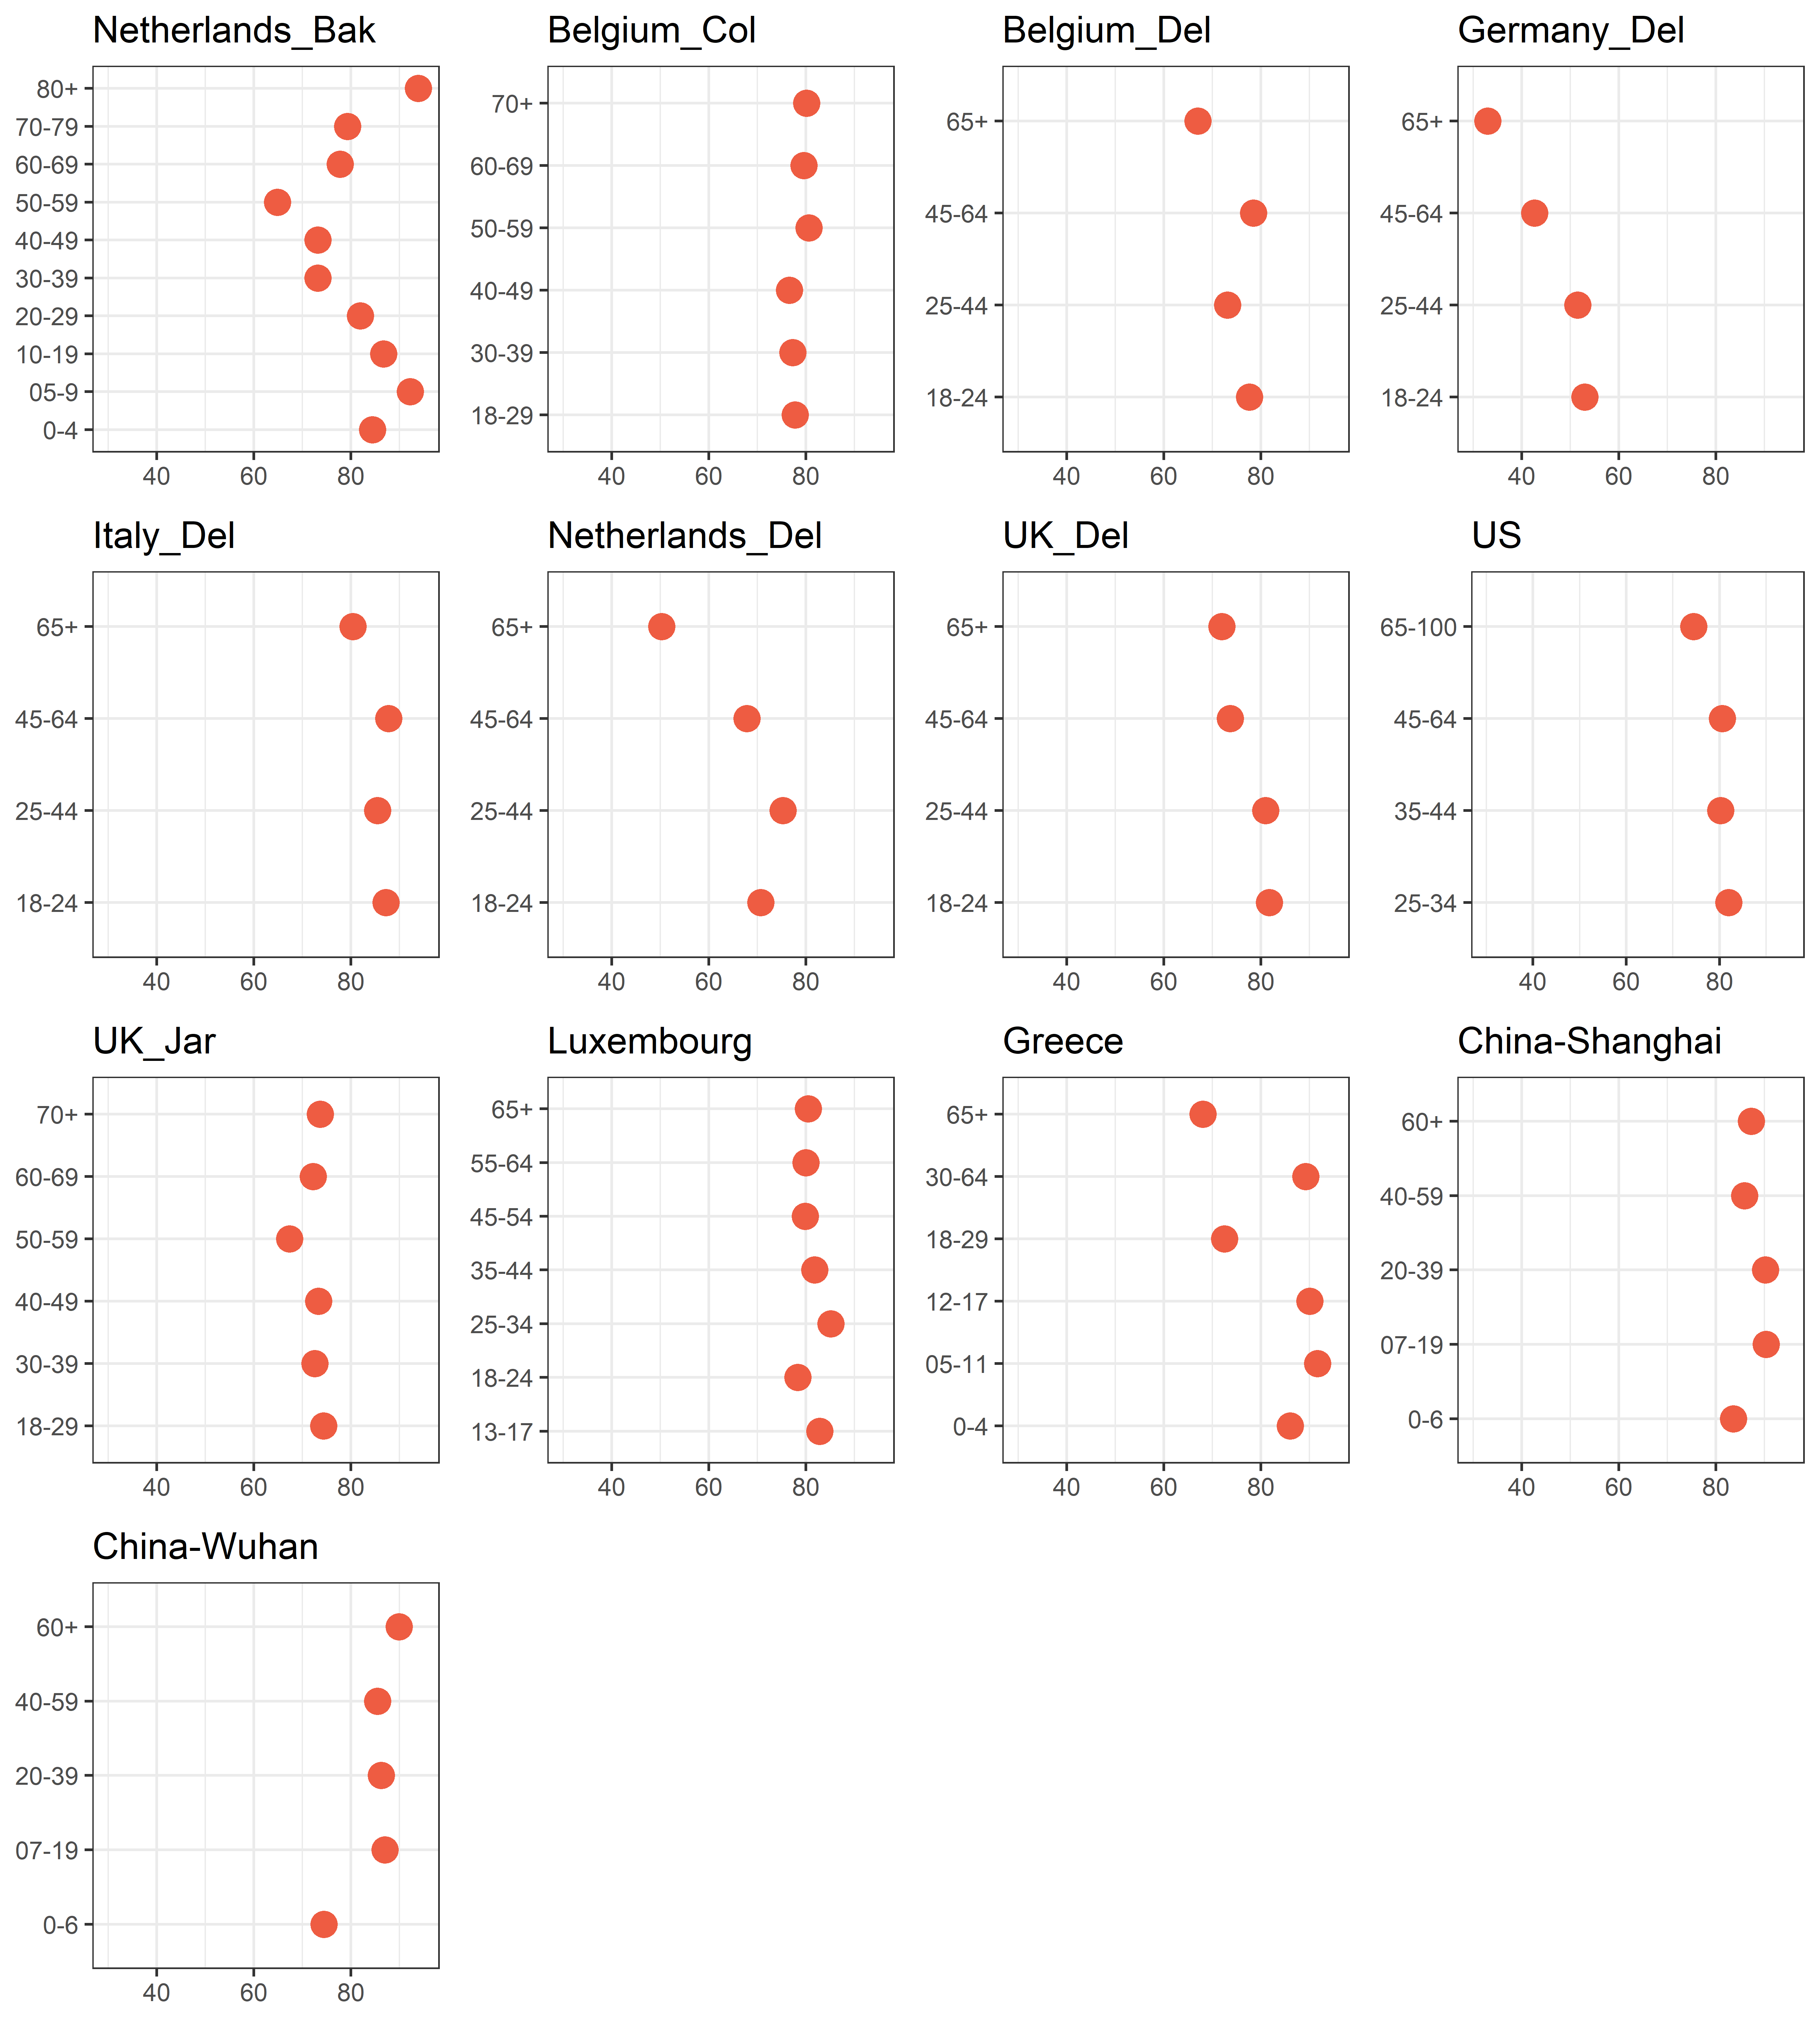 Netherlands_Bak
80+
70-79
60-69
50-59
40-49
30-39
20-29
10-19
05-9
0-4
40 60 80
Belgium_Col
70+
60-69
50-59
40-49
30-39
18-29
40 60 80
Belgium_Del
65+
45-64
25-44
18-24
40 60 80
Germany_Del
65+
45-64
25-44
18-24
40 60 80
Italy_Del
65+
45-64
25-44
18-24
40 60 80
Netherlands_Del
65+
45-64
25-44
18-24
40 60 80
UK_Del
65+
45-64
25-44
18-24
40 60 80
US
65-100
45-64
35-44
25-34
40 60 80
UK_Jar
70+
60-69
50-59
40-49
30-39
18-29
40 60 80
Luxembourg
65+
55-64
45-54
35-44
25-34
18-24
13-17
40 60 80
Greece
65+
30-64
18-29
12-17
05-11
0-4
40 60 80
China-Shanghai
60+
40-59
20-39
07-19
0-6
40 60 80
China-Wuhan
60+
40-59
20-39
07-19
0-6
40 60 80